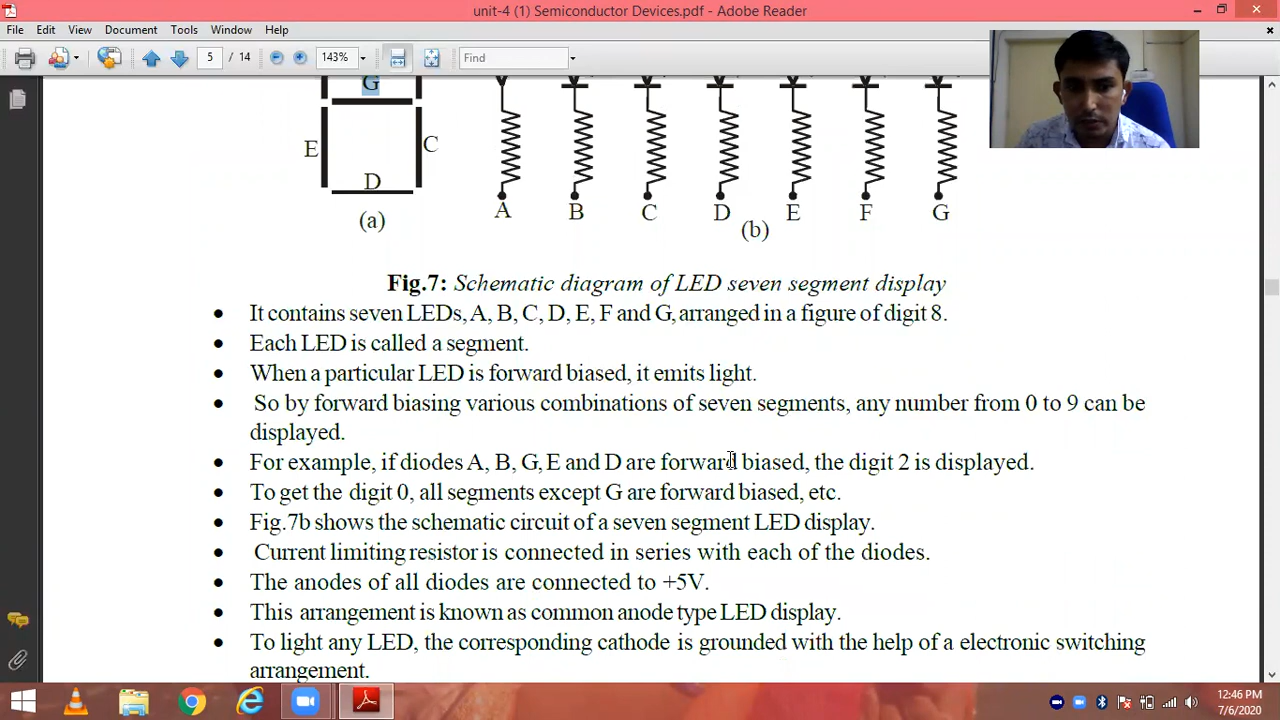 unit-4 (1) Semiconductor Devices.pdf - Adobe Reader
File Edit View Document Tools Window Help
5 / 14 143% Find
G
E C
D
(a)
A B C D E F G
(b)
Fig.7: Schematic diagram of LED seven segment display
• It contains seven LEDs, A, B, C, D, E, F and G, arranged in a figure of digit 8.
• Each LED is called a segment.
• When a particular LED is forward biased, it emits light.
• So by forward biasing various combinations of seven segments, any number from 0 to 9 can be
displayed.
• For example, if diodes A, B, G, E and D are forward biased, the digit 2 is displayed.
• To get the digit 0, all segments except G are forward biased, etc.
• Fig.7b shows the schematic circuit of a seven segment LED display.
• Current limiting resistor is connected in series with each of the diodes.
• The anodes of all diodes are connected to +5V.
• This arrangement is known as common anode type LED display.
• To light any LED, the corresponding cathode is grounded with the help of a electronic switching
arrangement.
12:46 PM
7/6/2020